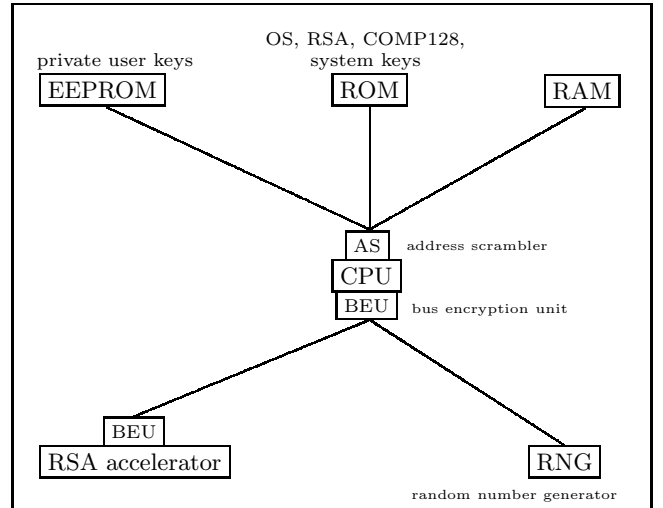 OS, RSA, COMP128,
private user keys
system keys
EEPROM
ROM
RAM
AS
address scrambler
CPU
BEU
bus encryption unit
BEU
RSA accelerator
RNG
random number generator